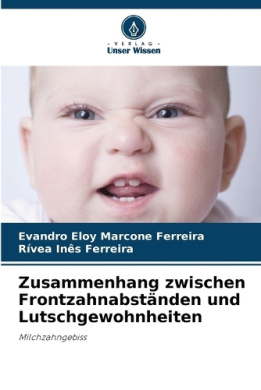 - VERLAG -
Unser Wissen
Evandro Eloy Marcone Ferreira
Rívea Inês Ferreira
Zusammenhang zwischen
Frontzahnabständen und
Lutschgewohnheiten
Milchzahngebiss